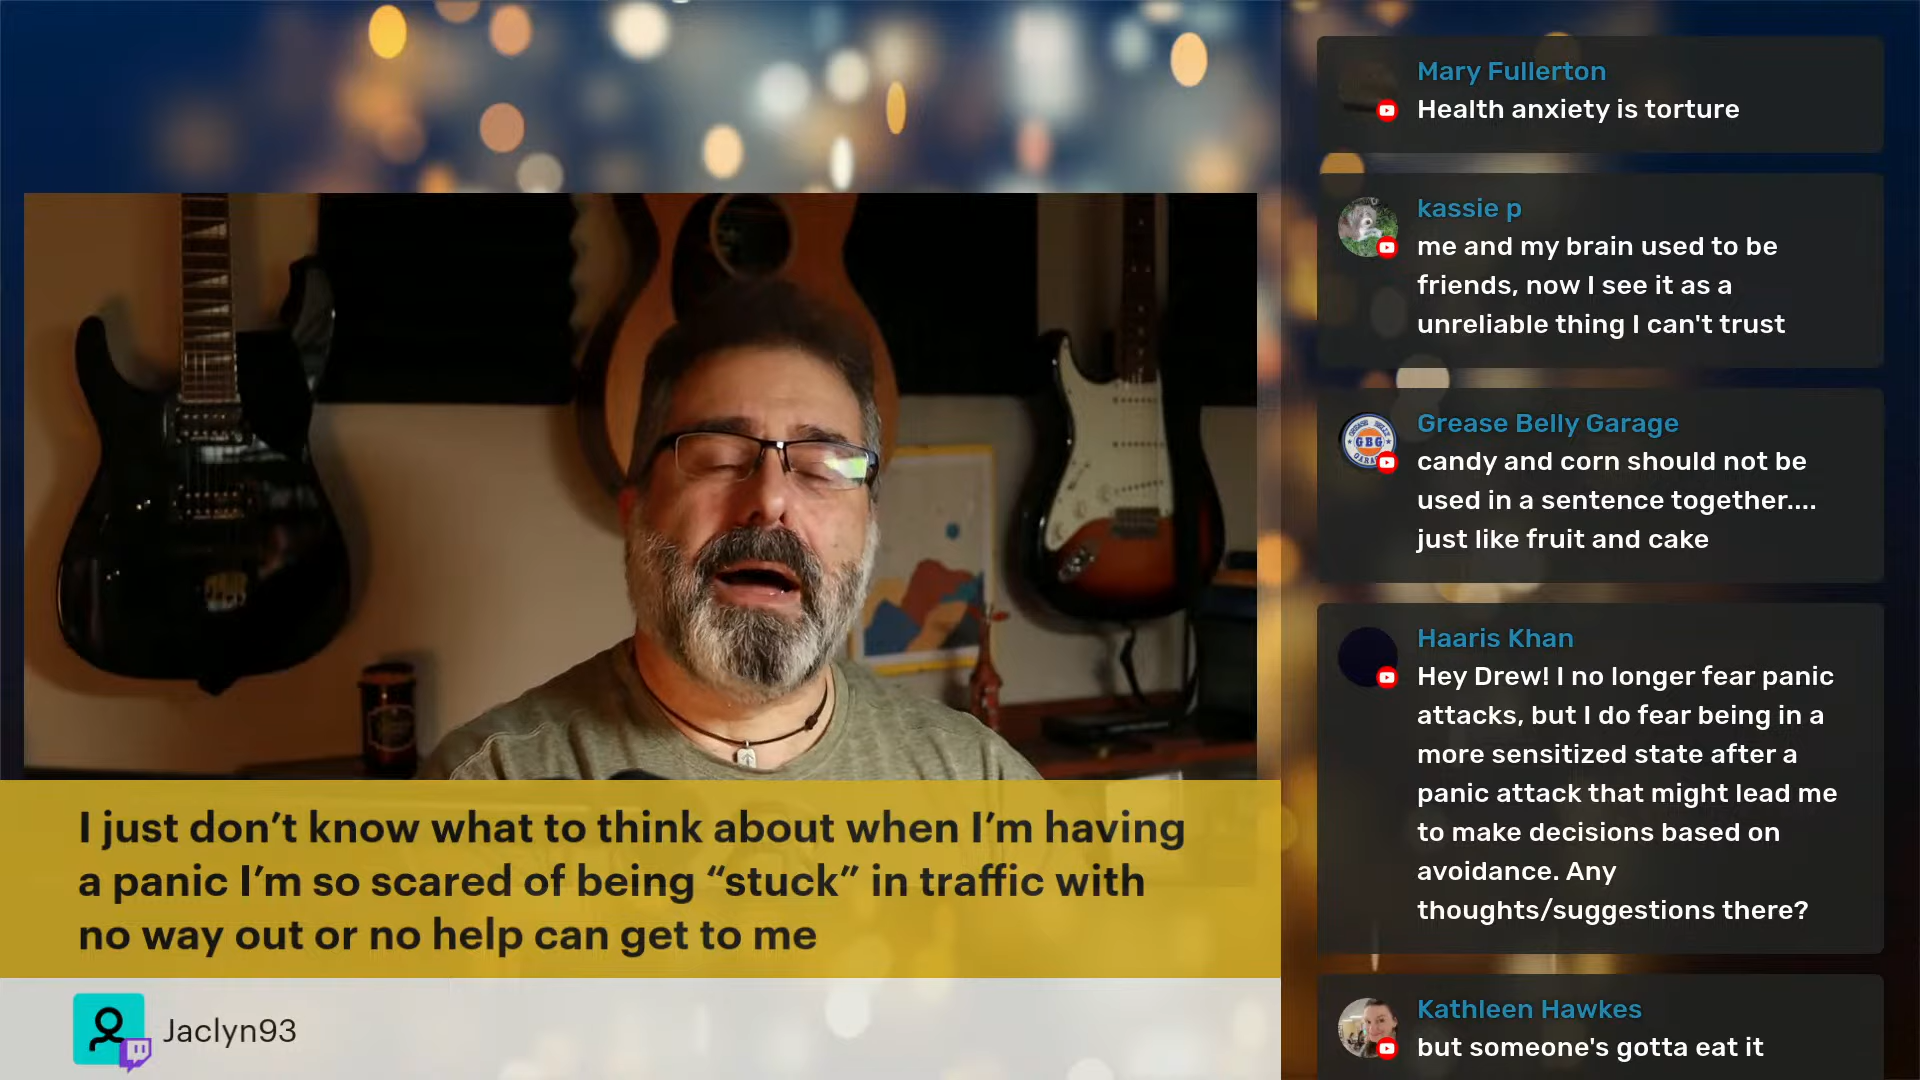 Mary Fullerton
Health anxiety is torture
kassie p
me and my brain used to be
friends, now I see it as a
unreliable thing I can't trust
Grease Belly Garage
candy and corn should not be
used in a sentence together....
just like fruit and cake
GBG
Haaris Khan
Hey Drew! I no longer fear panic
attacks, but I do fear being in a
more sensitized state after a
panic attack that might lead me
to make decisions based on
avoidance. Any
thoughts/suggestions there?
Kathleen Hawkes
but someone's gotta eat it
I just don’t know what to think about when I’m having
a panic I’m so scared of being “stuck” in traffic with
no way out or no help can get to me
Jaclyn93